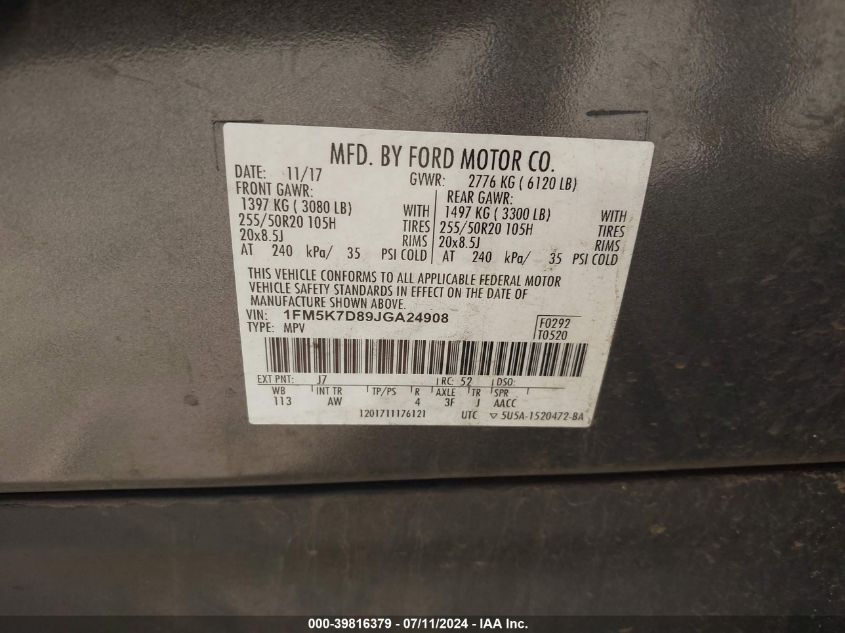 MFD. BY FORD MOTOR CO.
DATE: 11/17 GVWR: 2776 KG ( 6120 LB)
FRONT GAWR: REAR GAWR:
1397 KG ( 3080 LB) WITH 1497 KG ( 3300 LB) WITH
255/50R20 105H TIRES 255/50R20 105H TIRES
20x8.5J RIMS 20x8.5J RIMS
AT 240 kPa/ 35 PSI COLD AT 240 kPa/ 35 PSI COLD
THIS VEHICLE CONFORMS TO ALL APPLICABLE FEDERAL MOTOR
VEHICLE SAFETY STANDARDS IN EFFECT ON THE DATE OF
MANUFACTURE SHOWN ABOVE.
VIN: 1FM5K7D89JGA24908
TYPE: MPV
F0292
T0520
EXT PNT: J7 RC: 52 DSO:
WB INT TR TP/PS R AXLE TR SPR
113 AW 4 3F J AACC
1201711176121 UTC ▽ 5U5A-1520472-BA
000-39816379 / 07/11/2024 - IAA Inc.